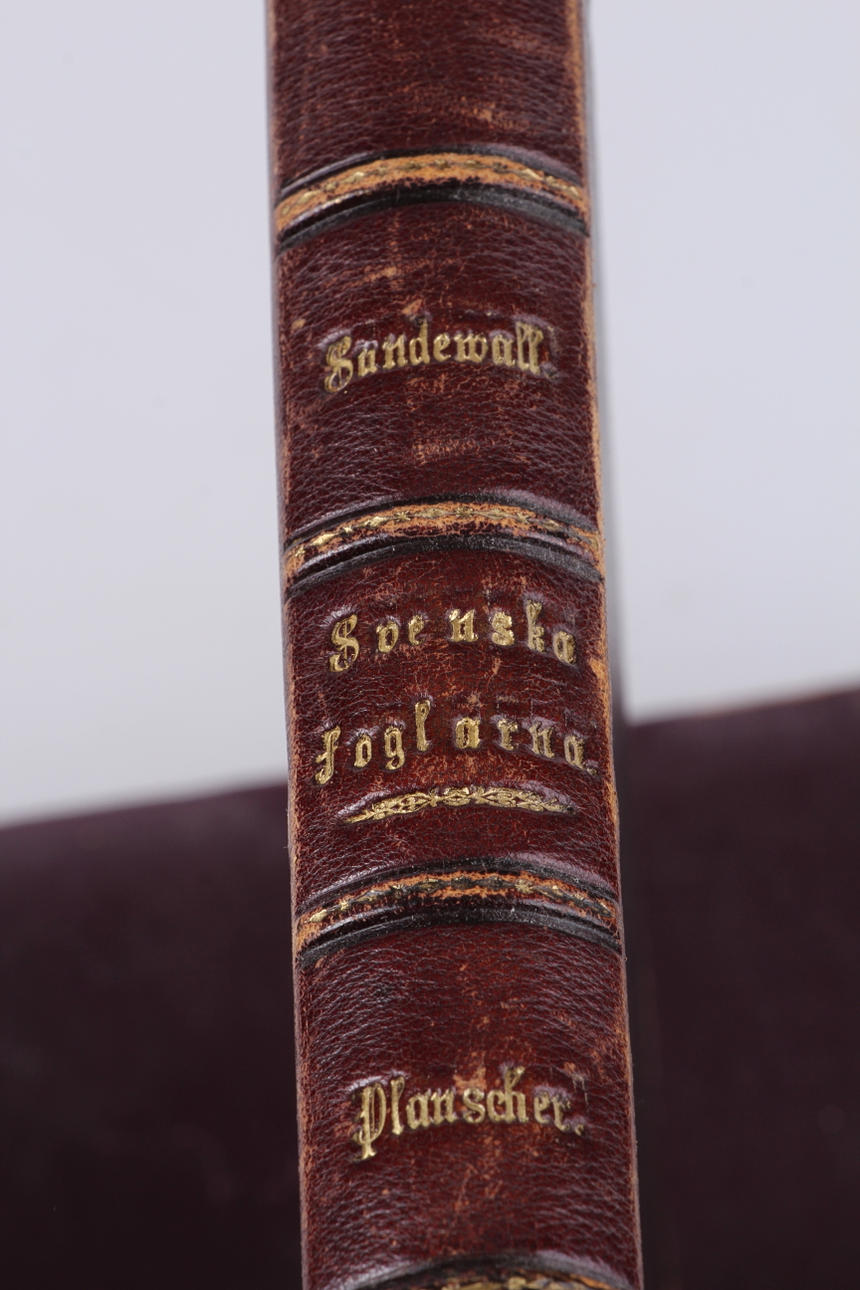 Sundewall.
Svenska
foglarna.
Planscher.